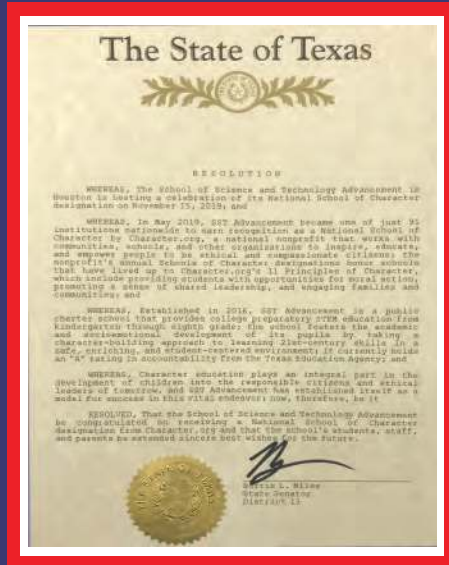 The State of Texas
RESOLUTION
WHEREAS, The School of Science and Technology Advancement in
Houston is hosting a celebration of its National School of Character
designation on November 15, 2019; and
WHEREAS, In May 2019, SST Advancement became one of just 95
institutions nationwide to earn recognition as a National School of
Character by Character.org, a national nonprofit that works with
communities, schools, and other organizations to inspire, educate,
and empower people to be ethical and compassionate citizens; the
nonprofit's annual Schools of Character designations honor schools
that have lived up to Character.org's 11 Principles of Character,
which include providing students with opportunities for moral action,
promoting a sense of shared leadership, and engaging families and
communities; and
WHEREAS, Established in 2016, SST Advancement is a public
charter school that provides college preparatory STEM education from
kindergarten through eighth grade; the school fosters the academic
and socioemotional development of its pupils by taking a
character-building approach to learning 21st-century skills in a
safe, enriching, and student-centered environment; it currently holds
an "A" rating in accountability from the Texas Education Agency; and
WHEREAS, Character education plays an integral part in the
development of children into the responsible citizens and ethical
leaders of tomorrow, and SST Advancement has established itself as a
model for success in this vital endeavor; now, therefore, be it
RESOLVED, That the School of Science and Technology Advancement
be congratulated on receiving a National School of Character
designation from Character.org and that the school's students, staff,
and parents be extended sincere best wishes for the future.
L. Miles
State Senator
District 13